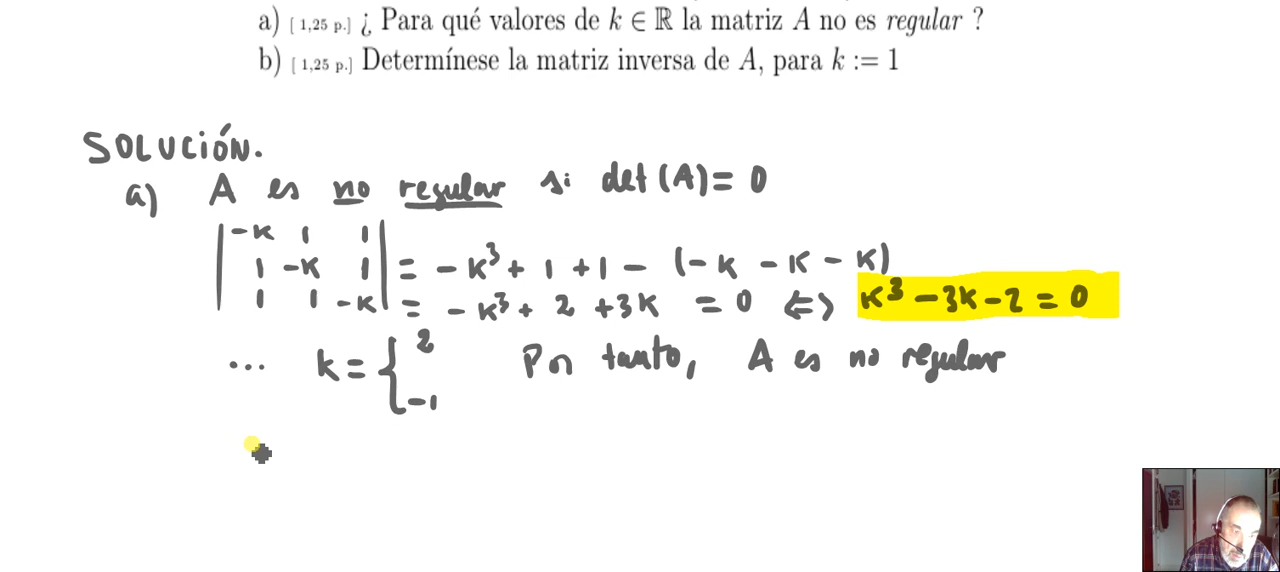 a) [ 1,25 p.] ¿ Para qué valores de k ∈ ℝ la matriz A no es regular ?
b) [ 1,25 p.] Determínese la matriz inversa de A, para k := 1
SOLUCIÓN.
a) A es no regular si det (A) = 0
|-K 1 1|
| 1 -K 1| = -K³ + 1 + 1 - (-K - K - K)
| 1 1 -K| = -K³ + 2 + 3K = 0 ⇔ K³ - 3K - 2 = 0
... k = { 2 Por tanto, A es no regular
-1